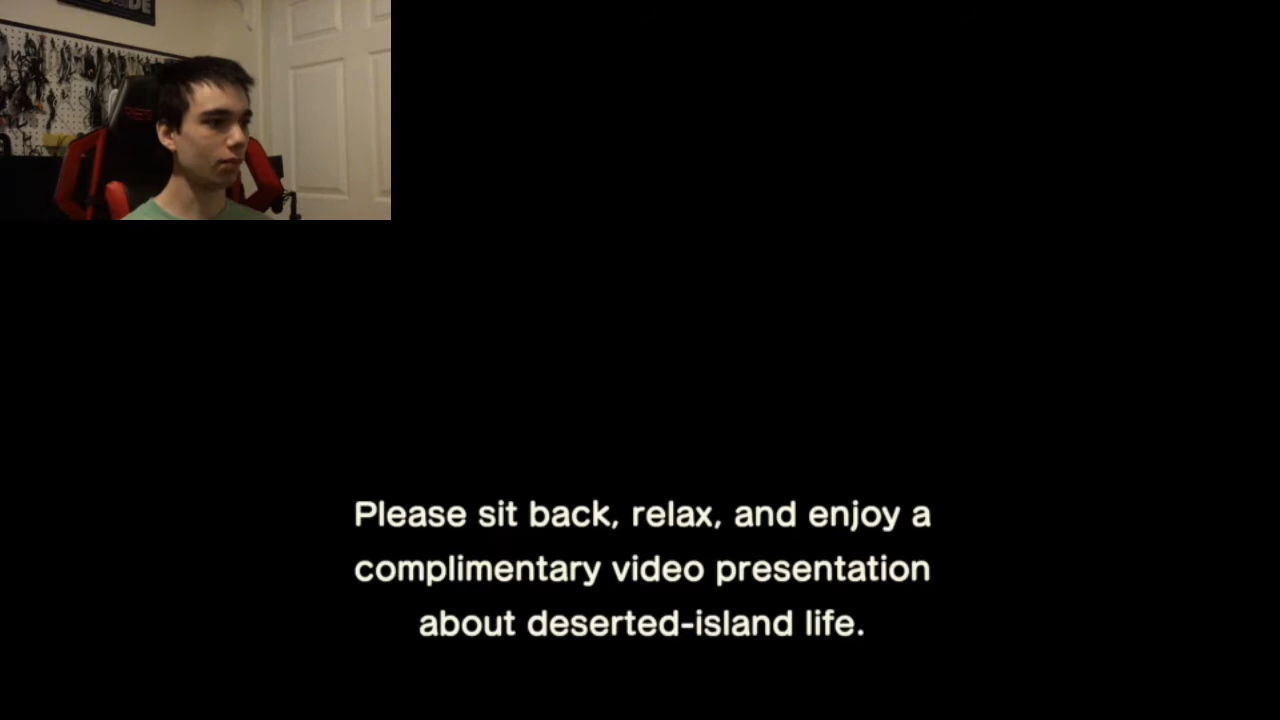 Please sit back, relax, and enjoy a
complimentary video presentation
about deserted-island life.